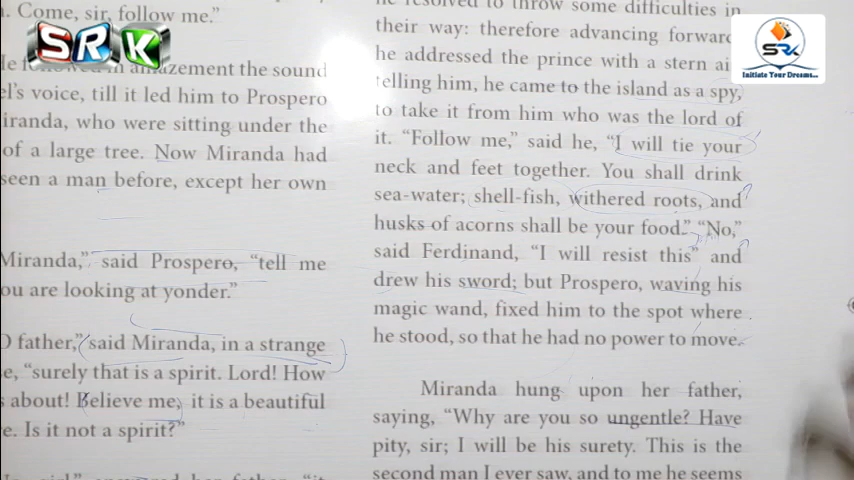 . Come, sir, follow me."
SRK
amazement the sound
el's voice, till it led him to Prospero
iranda, who were sitting under the
of a large tree. Now Miranda had
seen a man before, except her own
Miranda," said Prospero, "tell me
ou are looking at yonder."
O father," said Miranda, in a strange
e, "surely that is a spirit. Lord! How
about! Believe me, it is a beautiful
e. Is it not a spirit?"
he resolved to throw some difficulties in
their way: therefore advancing forward
he addressed the prince with a stern ai
telling him, he came to the island as a spy,
to take it from him who was the lord of
it. "Follow me," said he, "I will tie your
neck and feet together. You shall drink
sea-water; shell-fish, withered roots, and
husks of acorns shall be your food." "No,"
said Ferdinand, "I will resist this" and
drew his sword; but Prospero, waving his
magic wand, fixed him to the spot where
he stood, so that he had no power to move.
Miranda hung upon her father,
saying, "Why are you so ungentle? Have
pity, sir; I will be his surety. This is the
second man I ever saw, and to me he seems
SRK
Initiate Your Dreams...